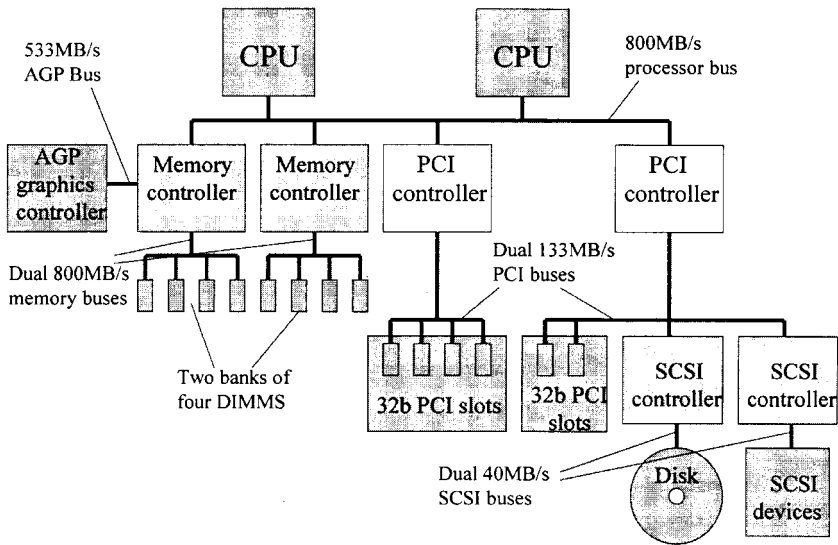 533MB/s
AGP Bus
CPU
CPU
800MB/s
processor bus
AGP
graphics
controller
Memory
controller
Memory
controller
PCI
controller
PCI
controller
Dual 800MB/s
memory buses
Dual 133MB/s
PCI buses
Two banks of
four DIMMS
32b PCI slots
32b PCI
slots
SCSI
controller
SCSI
controller
Dual 40MB/s
SCSI buses
Disk
SCSI
devices